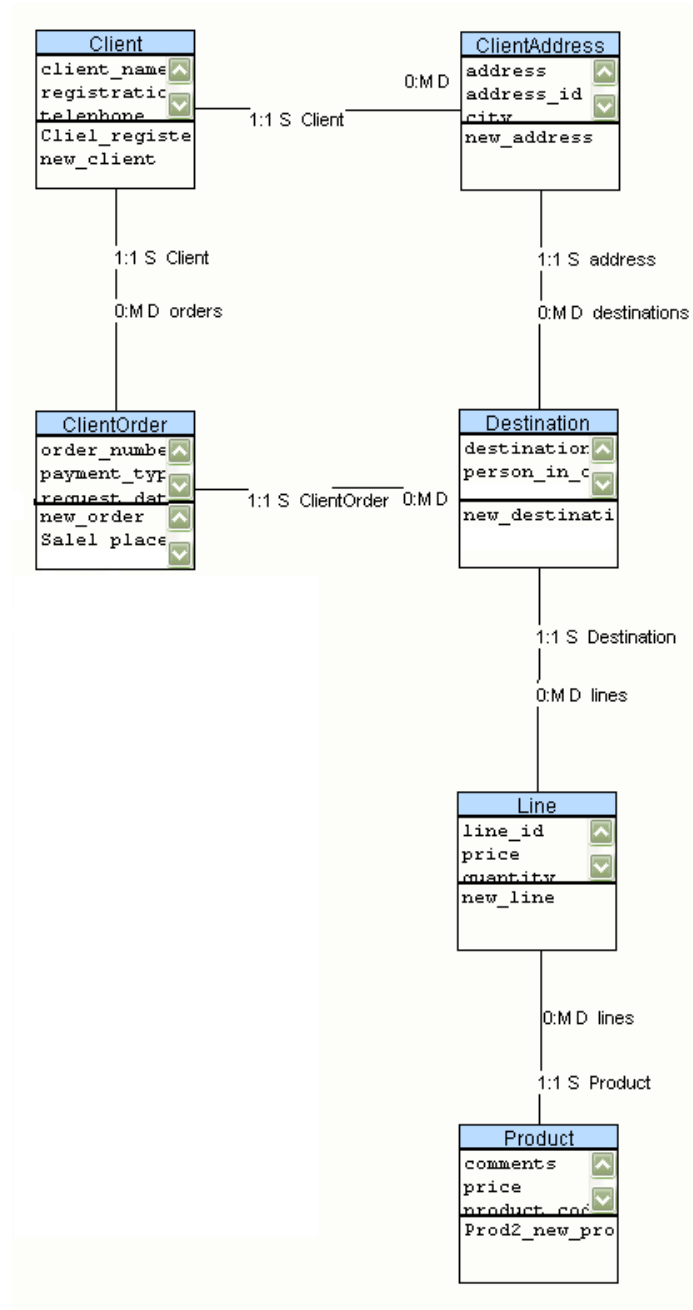 Client
client_name
registratic
telephone
Cliel_registe
new_client
0:M D
1:1 S Client
ClientAddress
address
address_id
city
new_address
1:1 S Client
0:M D orders
1:1 S address
0:M D destinations
ClientOrder
order_numbe
payment_typ
request_dat
new_order
Salel place
1:1 S ClientOrder 0:M D
Destination
destination
person_in_c
new_destinati
1:1 S Destination
0:M D lines
Line
line_id
price
quantity
new_line
0:M D lines
1:1 S Product
Product
comments
price
product_cod
Prod2_new_pro